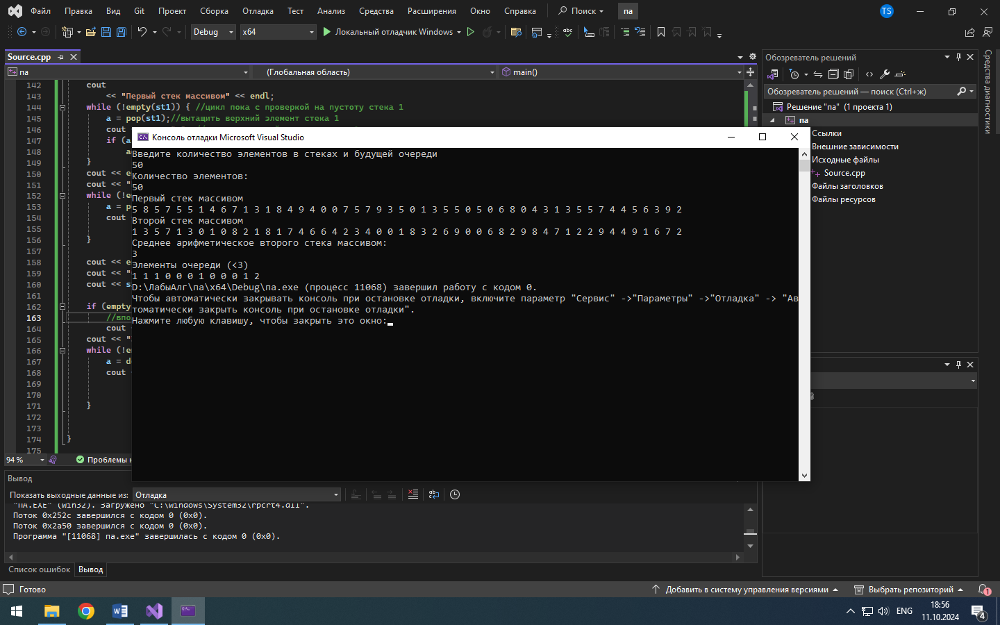 Файл Правка Вид Git Проект Сборка Отладка Тест Анализ Средства Расширения Окно Справка Поиск па TS
Debug x64 Локальный отладчик Windows
Source.cpp
па (Глобальная область) main()
142 cout
143 << "Первый стек массивом" << endl;
144 while (!empty(st1)) { //цикл пока с проверкой на пустоту стека 1
145 a = pop(st1);//вытащить верхний элемент стека 1
146 cout
147 if (a
148 a
149 }
150 cout << e
151 cout << "
152 while (!e
153 a = p
154 cout
155
156 }
157
158 cout << e
159 cout << "
160 cout << s
161
162 if (empty
163 //впо
164 cout
165 cout << "
166 while (!e
167 a = d
168 cout
169
170
171 }
172
173
174 }
175
94 % Проблемы н
Консоль отладки Microsoft Visual Studio
Введите количество элементов в стеках и будущей очереди
50
Количество элементов:
50
Первый стек массивом
5 8 5 7 5 5 1 4 6 7 1 3 1 8 4 9 4 0 0 7 5 7 9 3 5 0 1 3 5 5 0 5 0 6 8 0 4 3 1 3 5 5 7 4 4 5 6 3 9 2
Второй стек массивом
1 3 5 7 1 3 0 1 0 8 2 1 8 1 7 4 6 6 4 2 3 4 0 0 1 8 3 2 6 9 0 0 6 8 2 9 8 4 7 1 2 2 9 4 4 9 1 6 7 2
Среднее арифметическое второго стека массивом:
3
Элементы очереди (<3)
1 1 1 0 0 0 1 0 0 0 1 2
D:\ЛабыАлг\па\x64\Debug\па.exe (процесс 11068) завершил работу с кодом 0.
Чтобы автоматически закрывать консоль при остановке отладки, включите параметр "Сервис" ->"Параметры" ->"Отладка" -> "Ав
томатически закрыть консоль при остановке отладки".
Нажмите любую клавишу, чтобы закрыть это окно:
Обозреватель решений
Обозреватель решений — поиск (Ctrl+ж)
Решение "па" (1 проекта 1)
па
Ссылки
Внешние зависимости
Исходные файлы
Source.cpp
Файлы заголовков
Файлы ресурсов
Средства диагностики
Вывод
Показать выходные данные из: Отладка
"ПА.EXE" (Win32). Загружено "C:\Windows\System32\rpcrt4.dll".
Поток 0x252c завершился с кодом 0 (0x0).
Поток 0x2a50 завершился с кодом 0 (0x0).
Программа "[11068] па.exe" завершилась с кодом 0 (0x0).
Список ошибок Вывод
Готово Добавить в систему управления версиями Выбрать репозиторий 1
ENG 18:56
11.10.2024 4